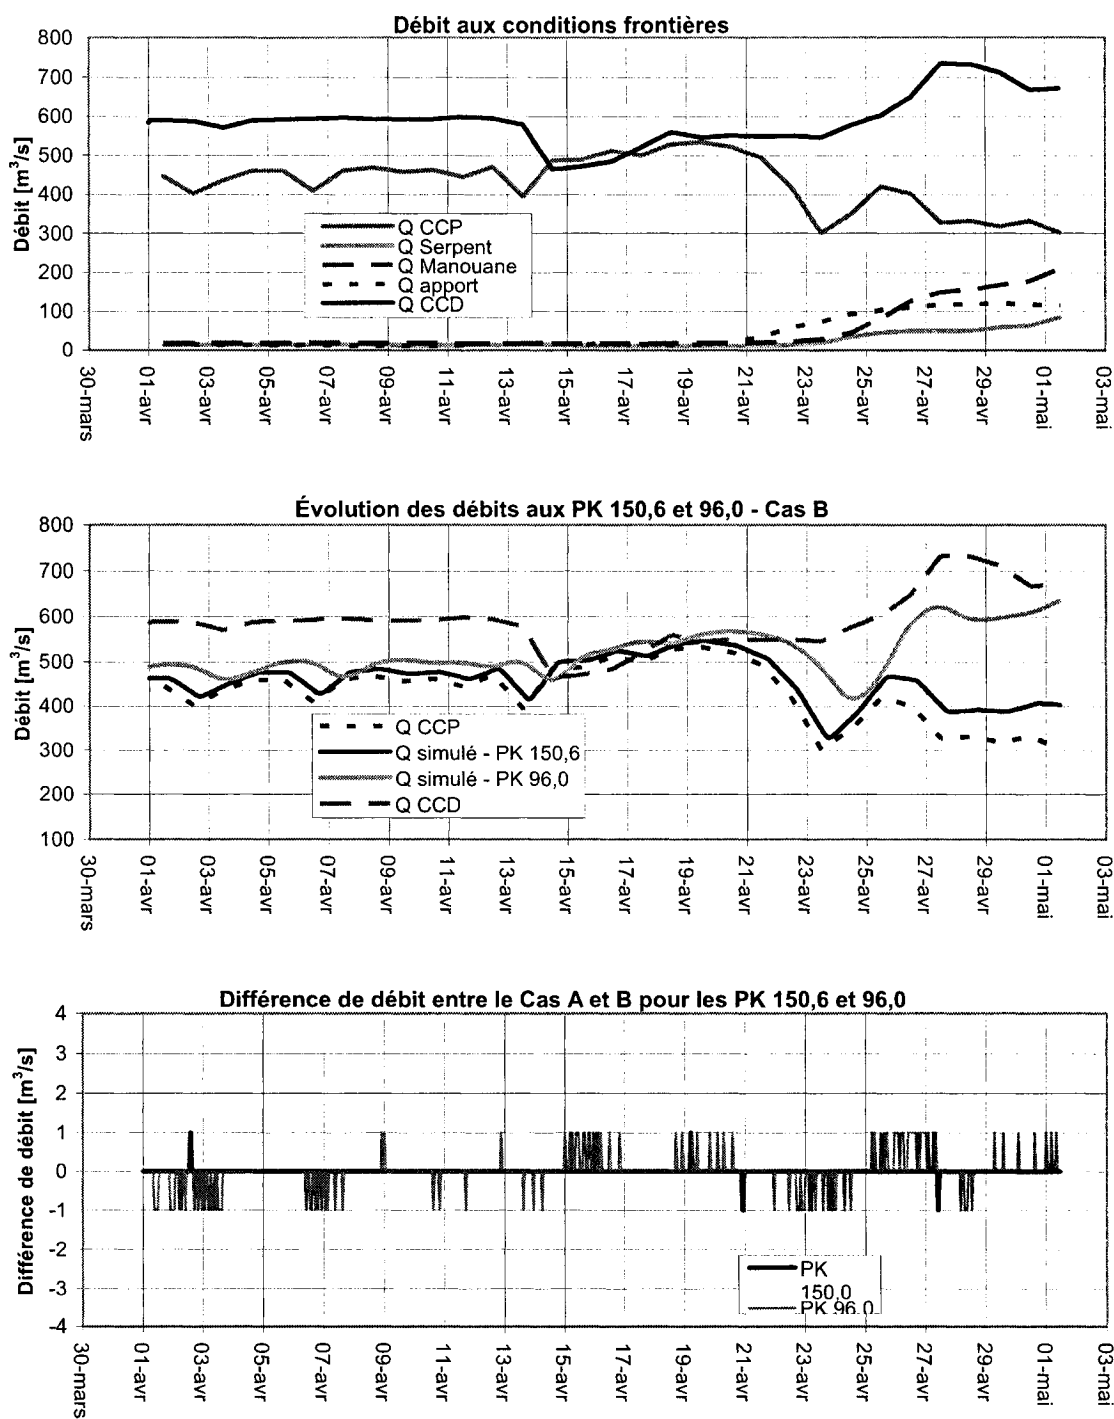 Débit aux conditions frontières
Débit [m³/s]
800
700
600
500
400
300
200
100
0
Q CCP
Q Serpent
Q Manouane
Q apport
Q CCD
30-mars
01-avr
03-avr
05-avr
07-avr
09-avr
11-avr
13-avr
15-avr
17-avr
19-avr
21-avr
23-avr
25-avr
27-avr
29-avr
01-mai
03-mai
Évolution des débits aux PK 150,6 et 96,0 - Cas B
Débit [m³/s]
800
700
600
500
400
300
200
100
Q CCP
Q simulé - PK 150,6
Q simulé - PK 96,0
Q CCD
30-mars
01-avr
03-avr
05-avr
07-avr
09-avr
11-avr
13-avr
15-avr
17-avr
19-avr
21-avr
23-avr
25-avr
27-avr
29-avr
01-mai
03-mai
Différence de débit entre le Cas A et B pour les PK 150,6 et 96,0
Différence de débit [m³/s]
4
3
2
1
0
-1
-2
-3
-4
PK
150,0
PK 96,0
30-mars
01-avr
03-avr
05-avr
07-avr
09-avr
11-avr
13-avr
15-avr
17-avr
19-avr
21-avr
23-avr
25-avr
27-avr
29-avr
01-mai
03-mai